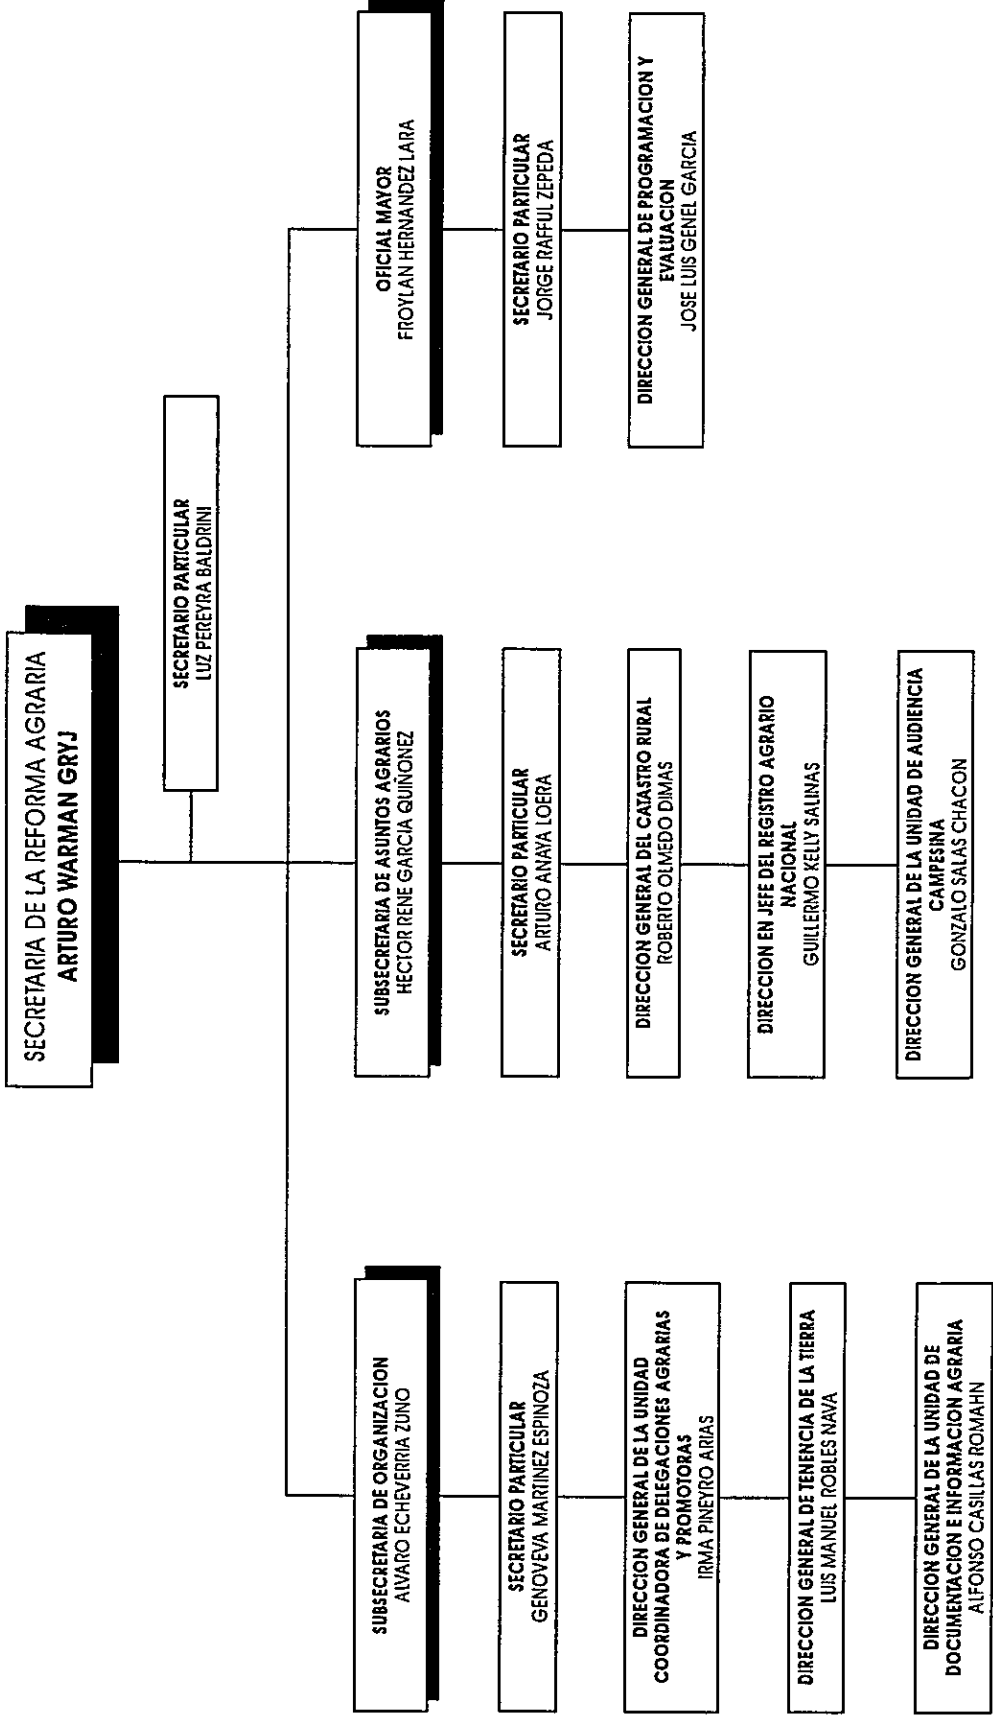 SECRETARIA DE LA REFORMA AGRARIA
ARTURO WARMAN GRYJ
SECRETARIO PARTICULAR
LUZ PEREYRA BALDRINI
SUBSECRETARIA DE ORGANIZACION
ALVARO ECHEVERRIA ZUNO
SECRETARIO PARTICULAR
GENOVEVA MARTINEZ ESPINOZA
DIRECCION GENERAL DE LA UNIDAD
COORDINADORA DE DELEGACIONES AGRARIAS
Y PROMOTORAS
IRMA PINEYRO ARIAS
DIRECCION GENERAL DE TENENCIA DE LA TIERRA
LUIS MANUEL ROBLES NAVA
DIRECCION GENERAL DE LA UNIDAD DE
DOCUMENTACION E INFORMACION AGRARIA
ALFONSO CASILLAS ROMAHN
SUBSECRETARIA DE ASUNTOS AGRARIOS
HECTOR RENE GARCIA QUIÑONEZ
SECRETARIO PARTICULAR
ARTURO ANAYA LOERA
DIRECCION GENERAL DEL CATASTRO RURAL
ROBERTO OLMEDO DIMAS
DIRECCION EN JEFE DEL REGISTRO AGRARIO
NACIONAL
GUILLERMO KELLY SALINAS
DIRECCION GENERAL DE LA UNIDAD DE AUDIENCIA
CAMPESINA
GONZALO SALAS CHACON
OFICIAL MAYOR
FROYLAN HERNANDEZ LARA
SECRETARIO PARTICULAR
JORGE RAFFUL ZEPEDA
DIRECCION GENERAL DE PROGRAMACION Y
EVALUACION
JOSE LUIS GENEL GARCIA